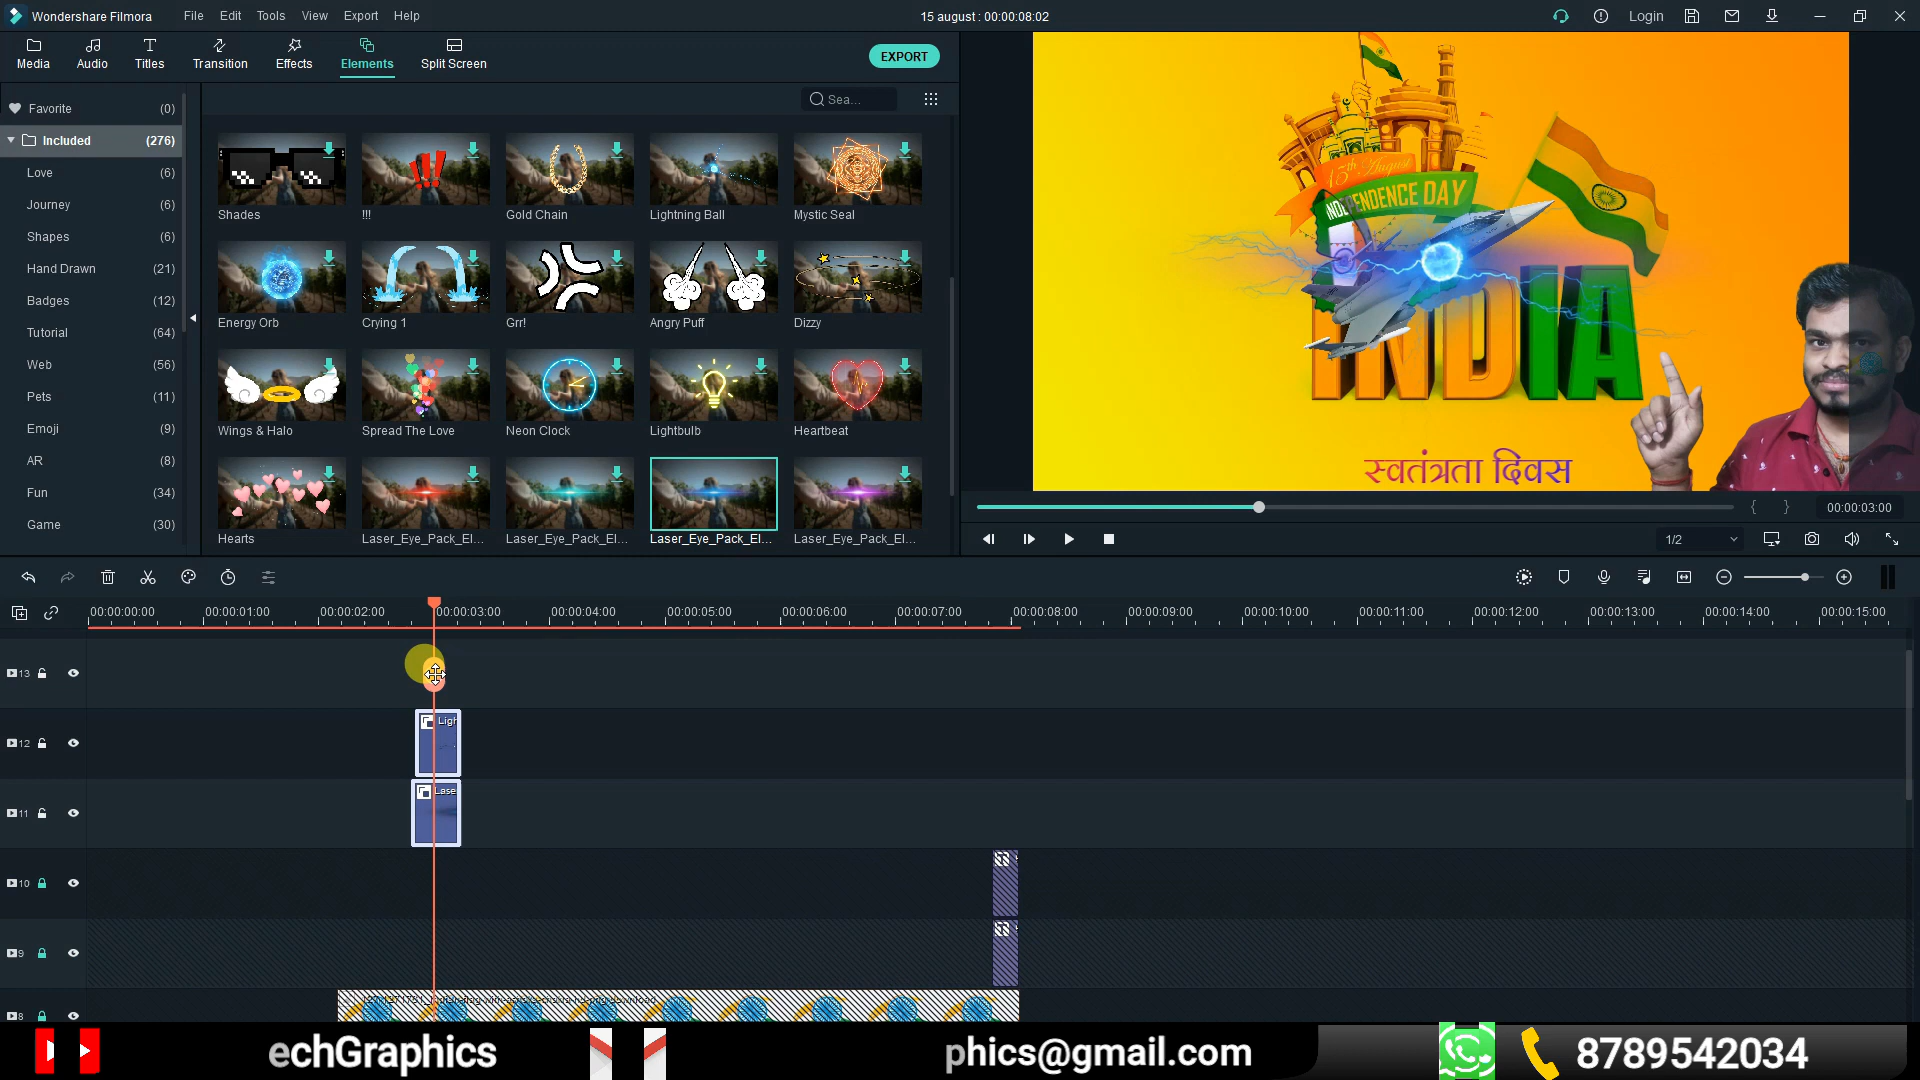 Wondershare Filmora
File Edit Tools View Export Help
15 august : 00:00:08:02
Login
Media Audio Titles Transition Effects Elements Split Screen
EXPORT
Favorite (0)
Included (276)
Love (6)
Journey (6)
Shapes (6)
Hand Drawn (21)
Badges (12)
Tutorial (64)
Web (56)
Pets (11)
Emoji (9)
AR (8)
Fun (34)
Game (30)
Sea...
Shades !!! Gold Chain Lightning Ball Mystic Seal
Energy Orb Crying 1 Grr! Angry Puff Dizzy
Wings & Halo Spread The Love Neon Clock Lightbulb Heartbeat
Hearts Laser_Eye_Pack_El... Laser_Eye_Pack_El... Laser_Eye_Pack_El... Laser_Eye_Pack_El...
15th August
INDEPENDENCE DAY
INDIA
स्वतंत्रता दिवस
00:00:03:00
1/2
00:00:00:00 00:00:01:00 00:00:02:00 00:00:03:00 00:00:04:00 00:00:05:00 00:00:06:00 00:00:07:00 00:00:08:00 00:00:09:00 00:00:10:00 00:00:11:00 00:00:12:00 00:00:13:00 00:00:14:00 00:00:15:00
13
12
Ligh
11
Lase
10
9
8
echGraphics
phics@gmail.com
8789542034